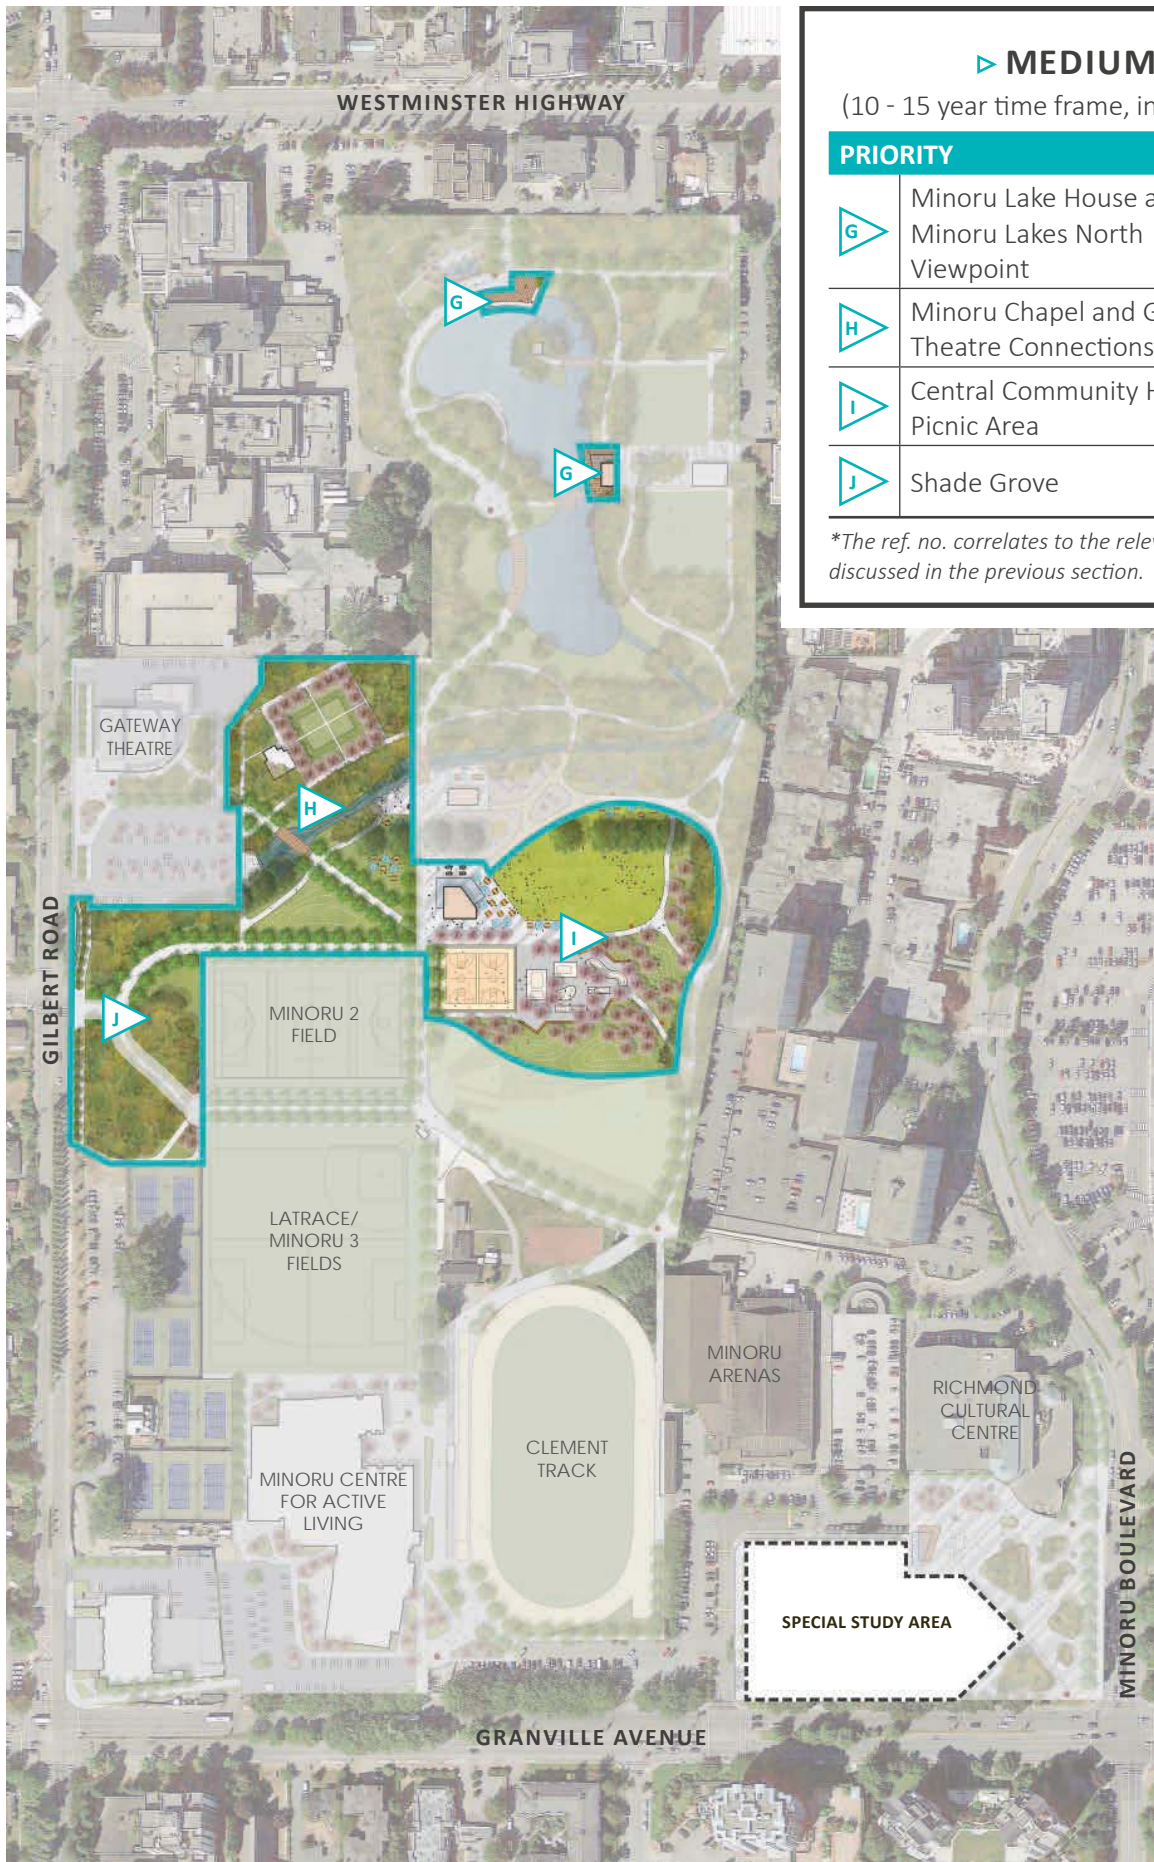 WESTMINSTER HIGHWAY
MEDIUM
(10 - 15 year time frame, in
PRIORITY
G
Minoru Lake House a
Minoru Lakes North
Viewpoint
H
Minoru Chapel and G
Theatre Connections
I
Central Community H
Picnic Area
J
Shade Grove
*The ref. no. correlates to the relev
discussed in the previous section.
G
G
GATEWAY
THEATRE
H
I
J
GILBERT ROAD
MINORU 2
FIELD
LATRACE/
MINORU 3
FIELDS
MINORU
ARENAS
RICHMOND
CULTURAL
CENTRE
CLEMENT
TRACK
MINORU CENTRE
FOR ACTIVE
LIVING
SPECIAL STUDY AREA
MINORU BOULEVARD
GRANVILLE AVENUE